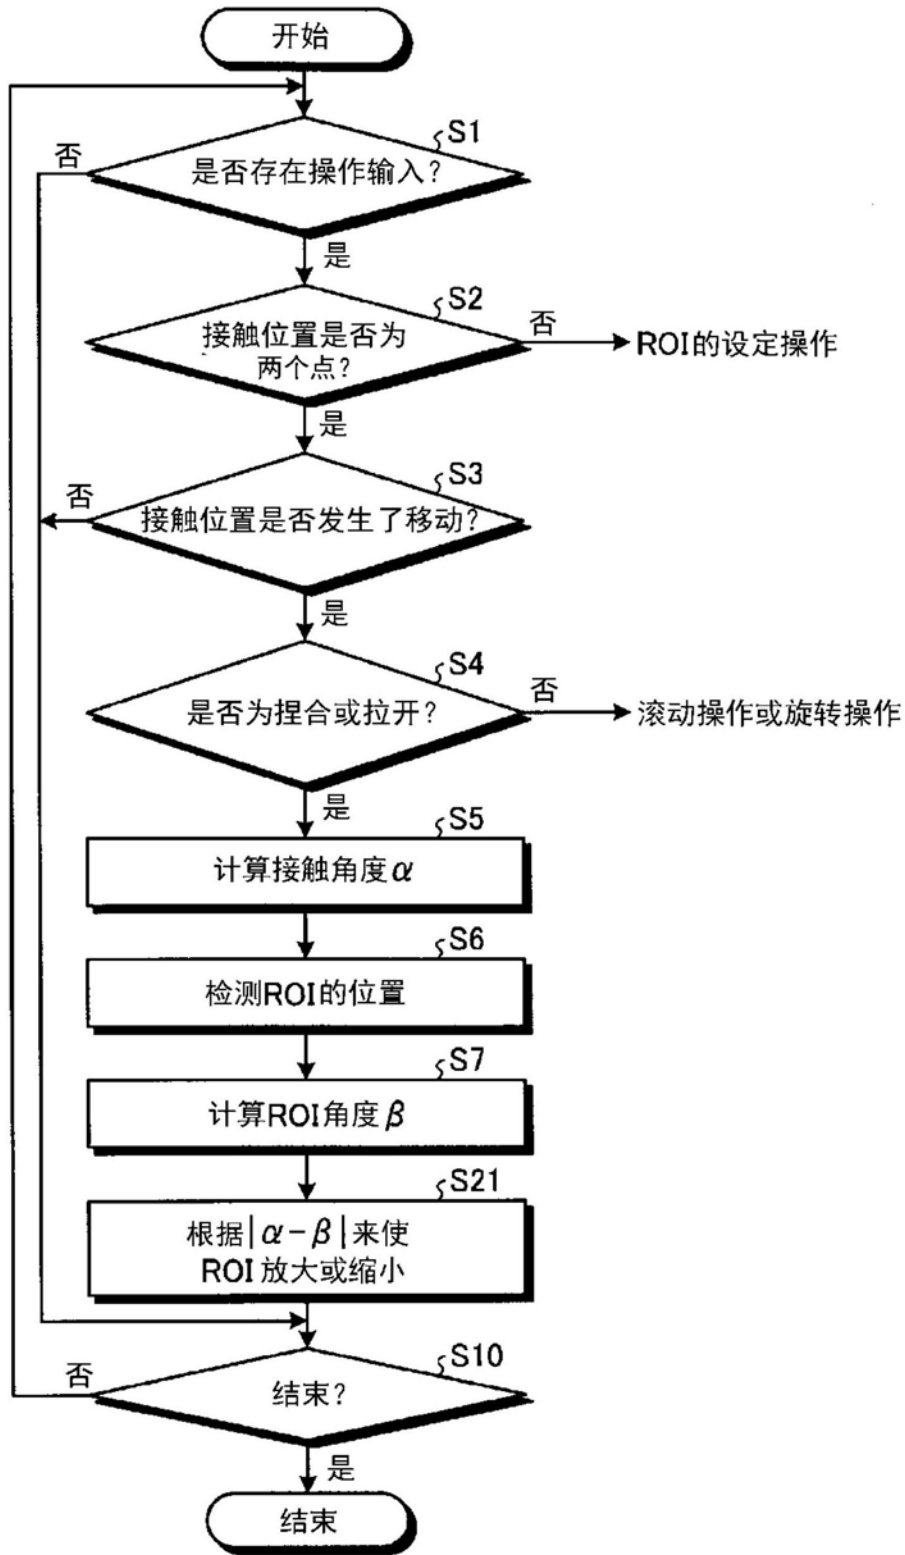 开始
S1
否
是否存在操作输入?
是
S2
接触位置是否为
两个点?
否
ROI的设定操作
是
S3
否
接触位置是否发生了移动?
是
S4
是否为捏合或拉开?
否
滚动操作或旋转操作
是
S5
计算接触角度α
S6
检测ROI的位置
S7
计算ROI角度β
S21
根据|α-β|来使
ROI放大或缩小
S10
否
结束?
是
结束